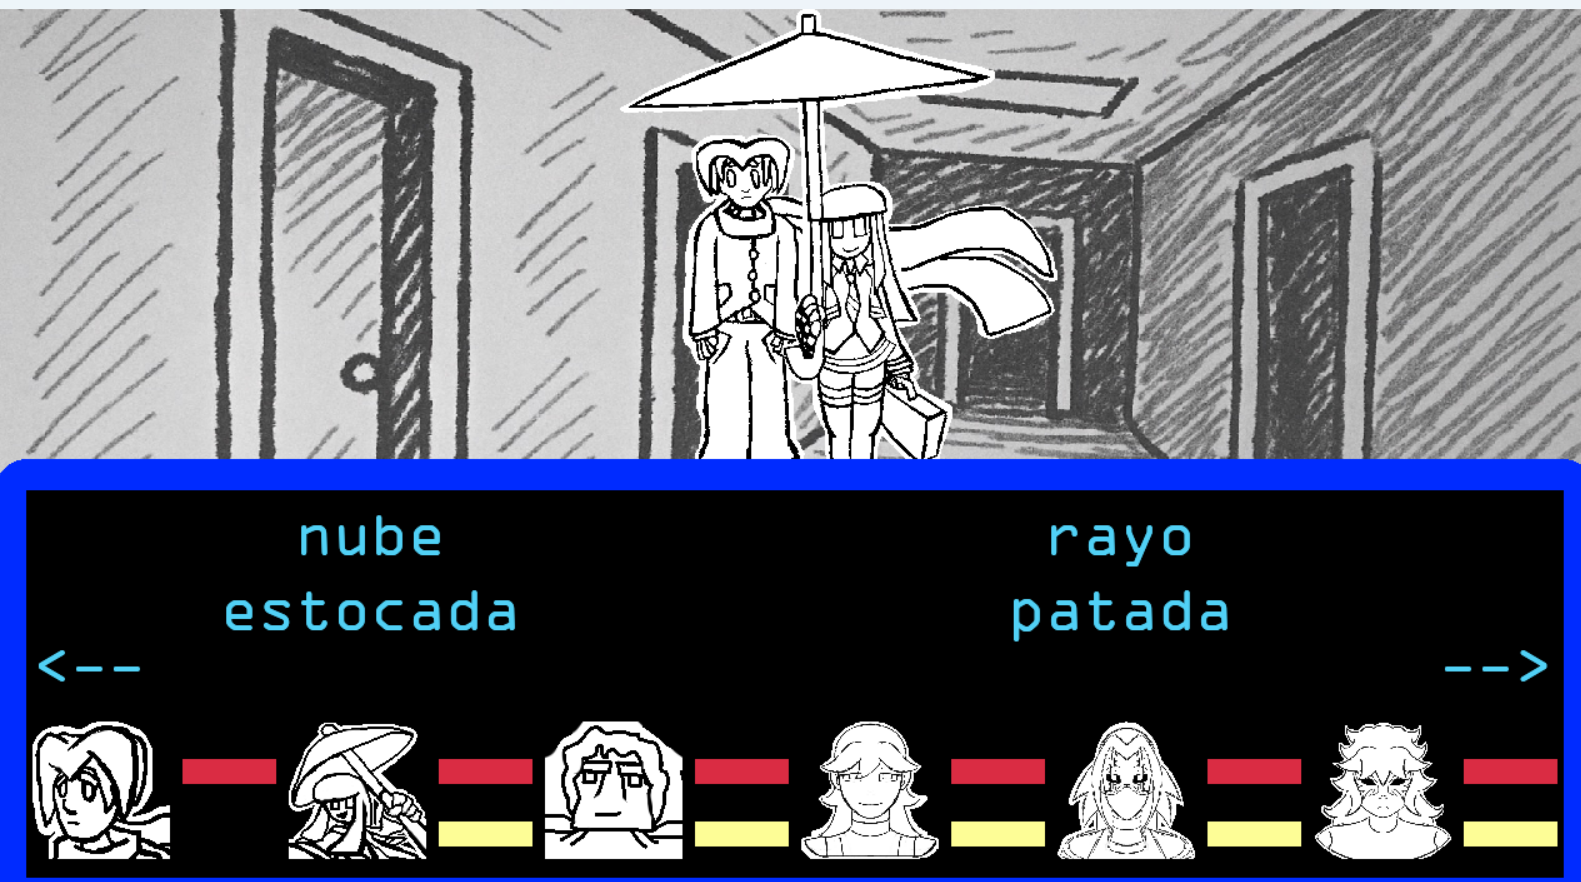 nube rayo
estocada patada
<-- -->